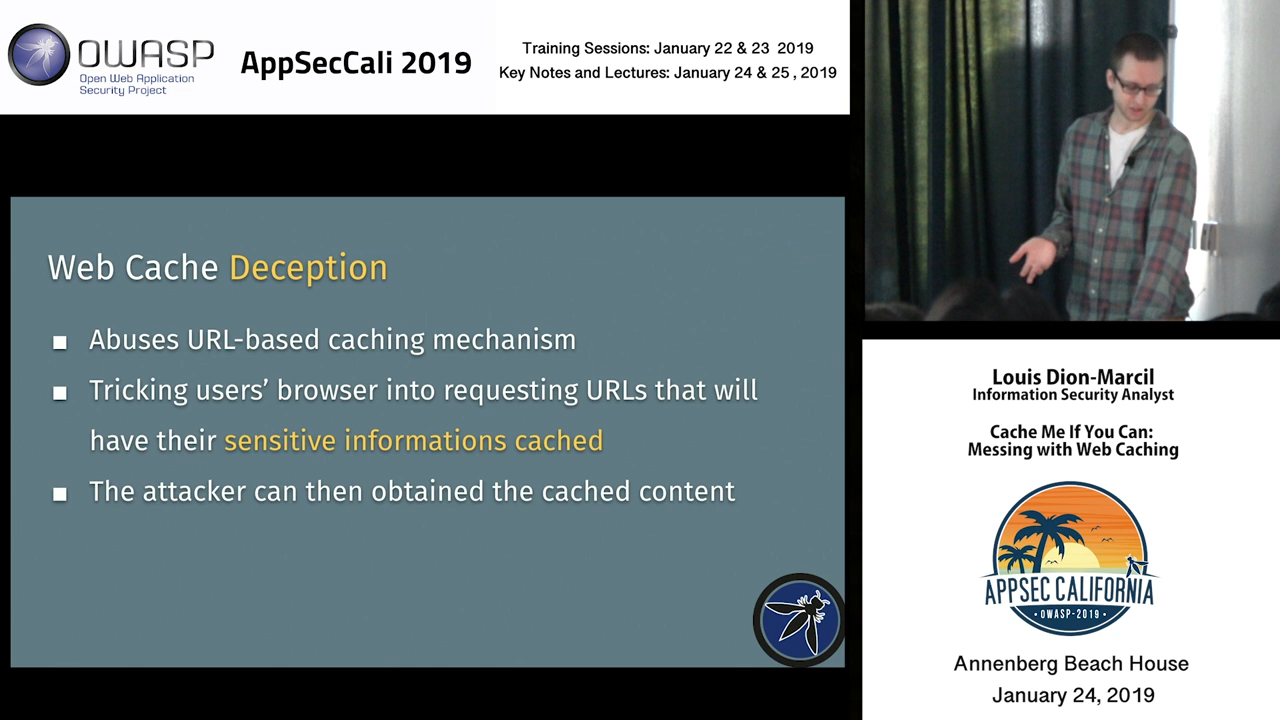 OWASP
Open Web Application
Security Project
AppSecCali 2019
Training Sessions: January 22 & 23 2019
Key Notes and Lectures: January 24 & 25 , 2019
Web Cache Deception
■ Abuses URL-based caching mechanism
■ Tricking users’ browser into requesting URLs that will
have their sensitive informations cached
■ The attacker can then obtained the cached content
Louis Dion-Marcil
Information Security Analyst
Cache Me If You Can:
Messing with Web Caching
APPSEC CALIFORNIA
• OWASP-2019 •
Annenberg Beach House
January 24, 2019